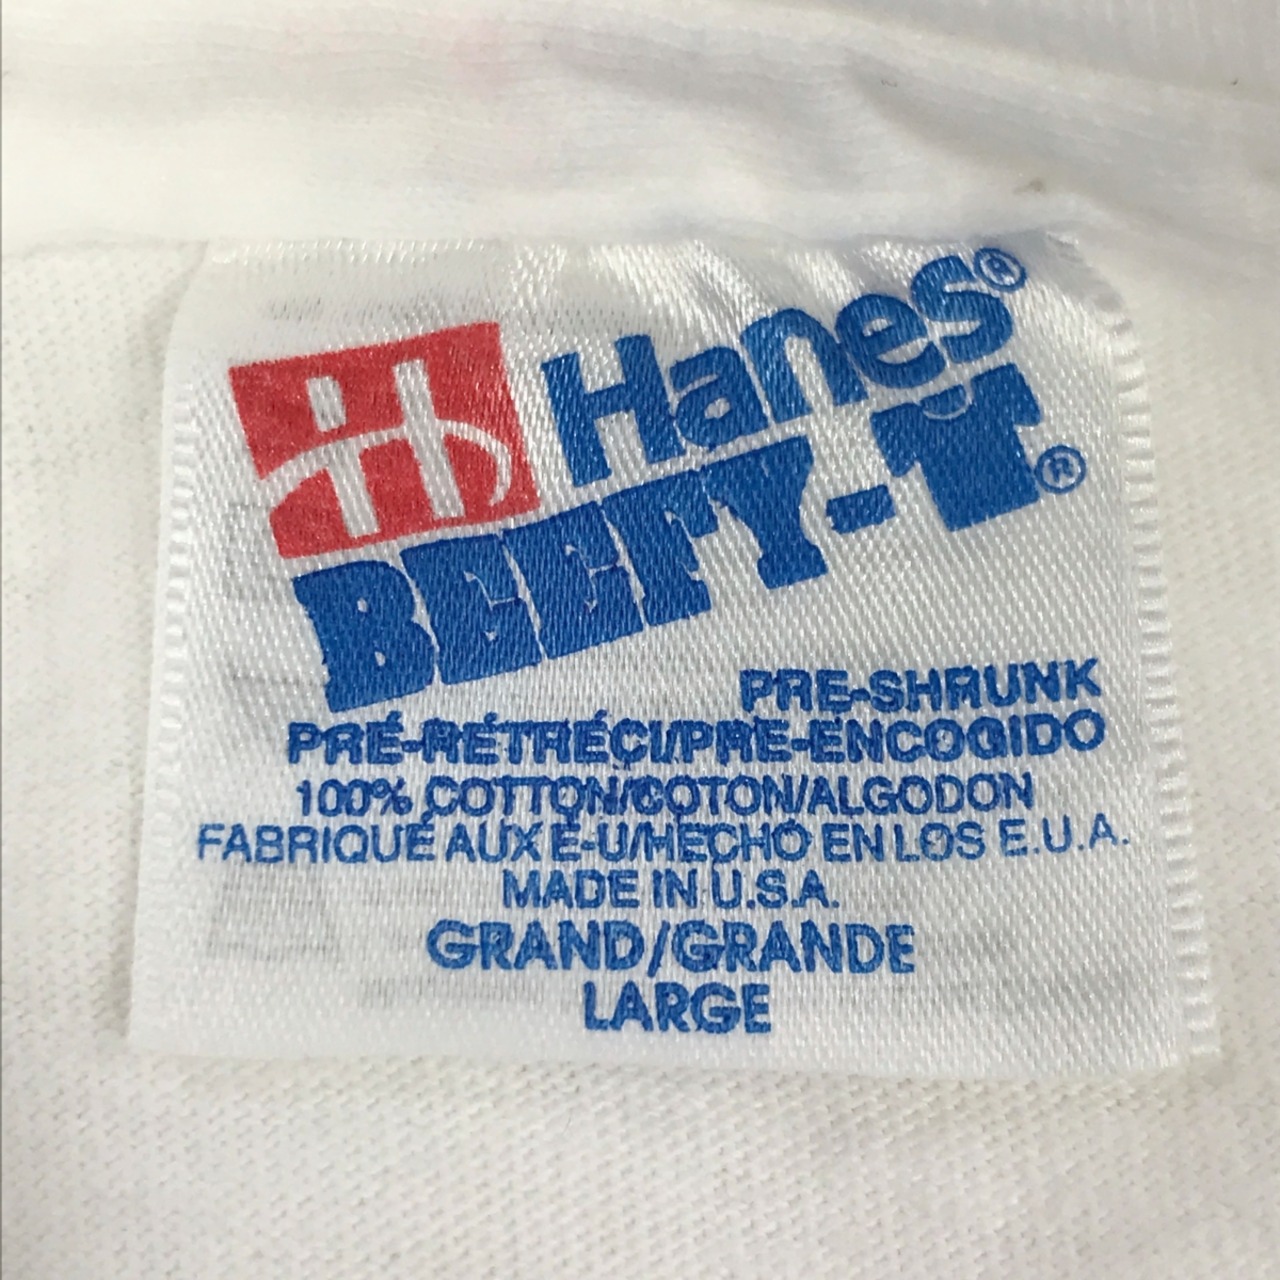 Hanes®
BEEFY-T®
PRE-SHRUNK
PRÉ-RÉTRÉCI/PRE-ENCOGIDO
100% COTTON/COTON/ALGODON
FABRIQUÉ AUX É-U/HECHO EN LOS E.U.A.
MADE IN U.S.A.
GRAND/GRANDE
LARGE